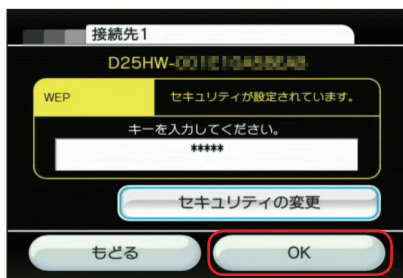 接続先1
D25HW-
WEP
セキュリティが設定されています。
キーを入力してください。
*****
セキュリティの変更
もどる
OK